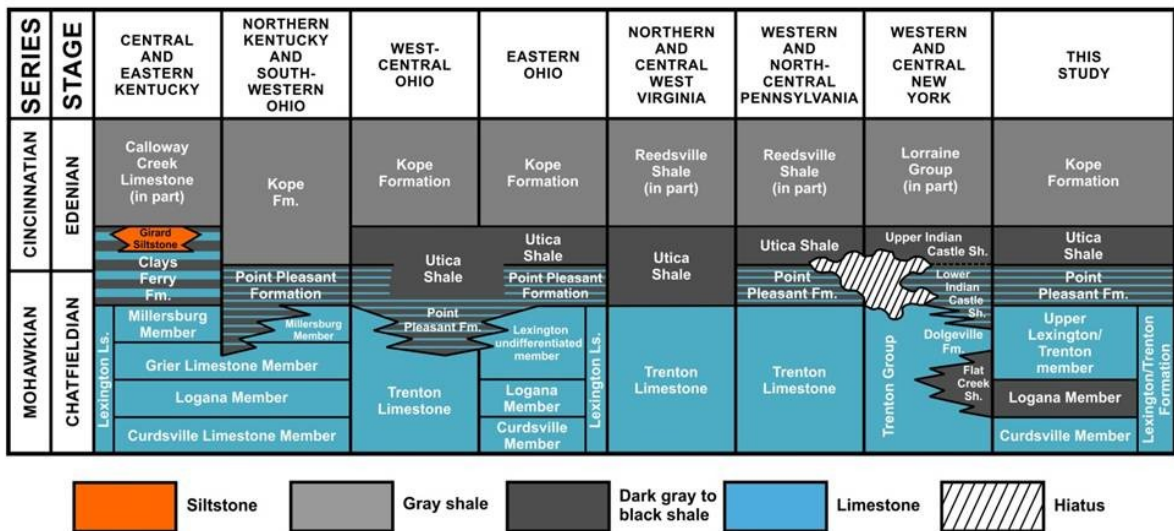 SERIES
STAGE
CENTRAL
AND
EASTERN
KENTUCKY
NORTHERN
KENTUCKY
AND
SOUTH-
WESTERN
OHIO
WEST-
CENTRAL
OHIO
EASTERN
OHIO
NORTHERN
AND
CENTRAL
WEST
VIRGINIA
WESTERN
AND
NORTH-
CENTRAL
PENNSYLVANIA
WESTERN
AND
CENTRAL
NEW
YORK
THIS
STUDY
CINCINNATIAN
EDENIAN
Calloway
Creek
Limestone
(in part)
Kope
Fm.
Kope
Formation
Kope
Formation
Reedsville
Shale
(in part)
Reedsville
Shale
(in part)
Lorraine
Group
(in part)
Kope
Formation
Girard
Siltstone
Clays
Ferry
Fm.
Utica
Shale
Utica
Shale
Utica
Shale
Utica Shale
Upper Indian
Castle Sh.
Utica
Shale
MOHAWKIAN
CHATFIELDIAN
Point Pleasant
Formation
Point Pleasant
Formation
Point
Pleasant Fm.
Lower
Indian
Castle
Sh.
Point
Pleasant Fm.
Lexington Ls.
Millersburg
Member
Millersburg
Member
Point
Pleasant Fm.
Lexington
undifferentiated
member
Lexington Ls.
Dolgeville
Fm.
Upper
Lexington/
Trenton
member
Lexington/Trenton
Formation
Grier Limestone Member
Trenton
Limestone
Trenton
Limestone
Trenton
Limestone
Trenton Group
Flat
Creek
Sh.
Logana Member
Logana
Member
Logana Member
Curdsville Limestone Member
Curdsville
Member
Curdsville Member
Siltstone
Gray shale
Dark gray to
black shale
Limestone
Hiatus